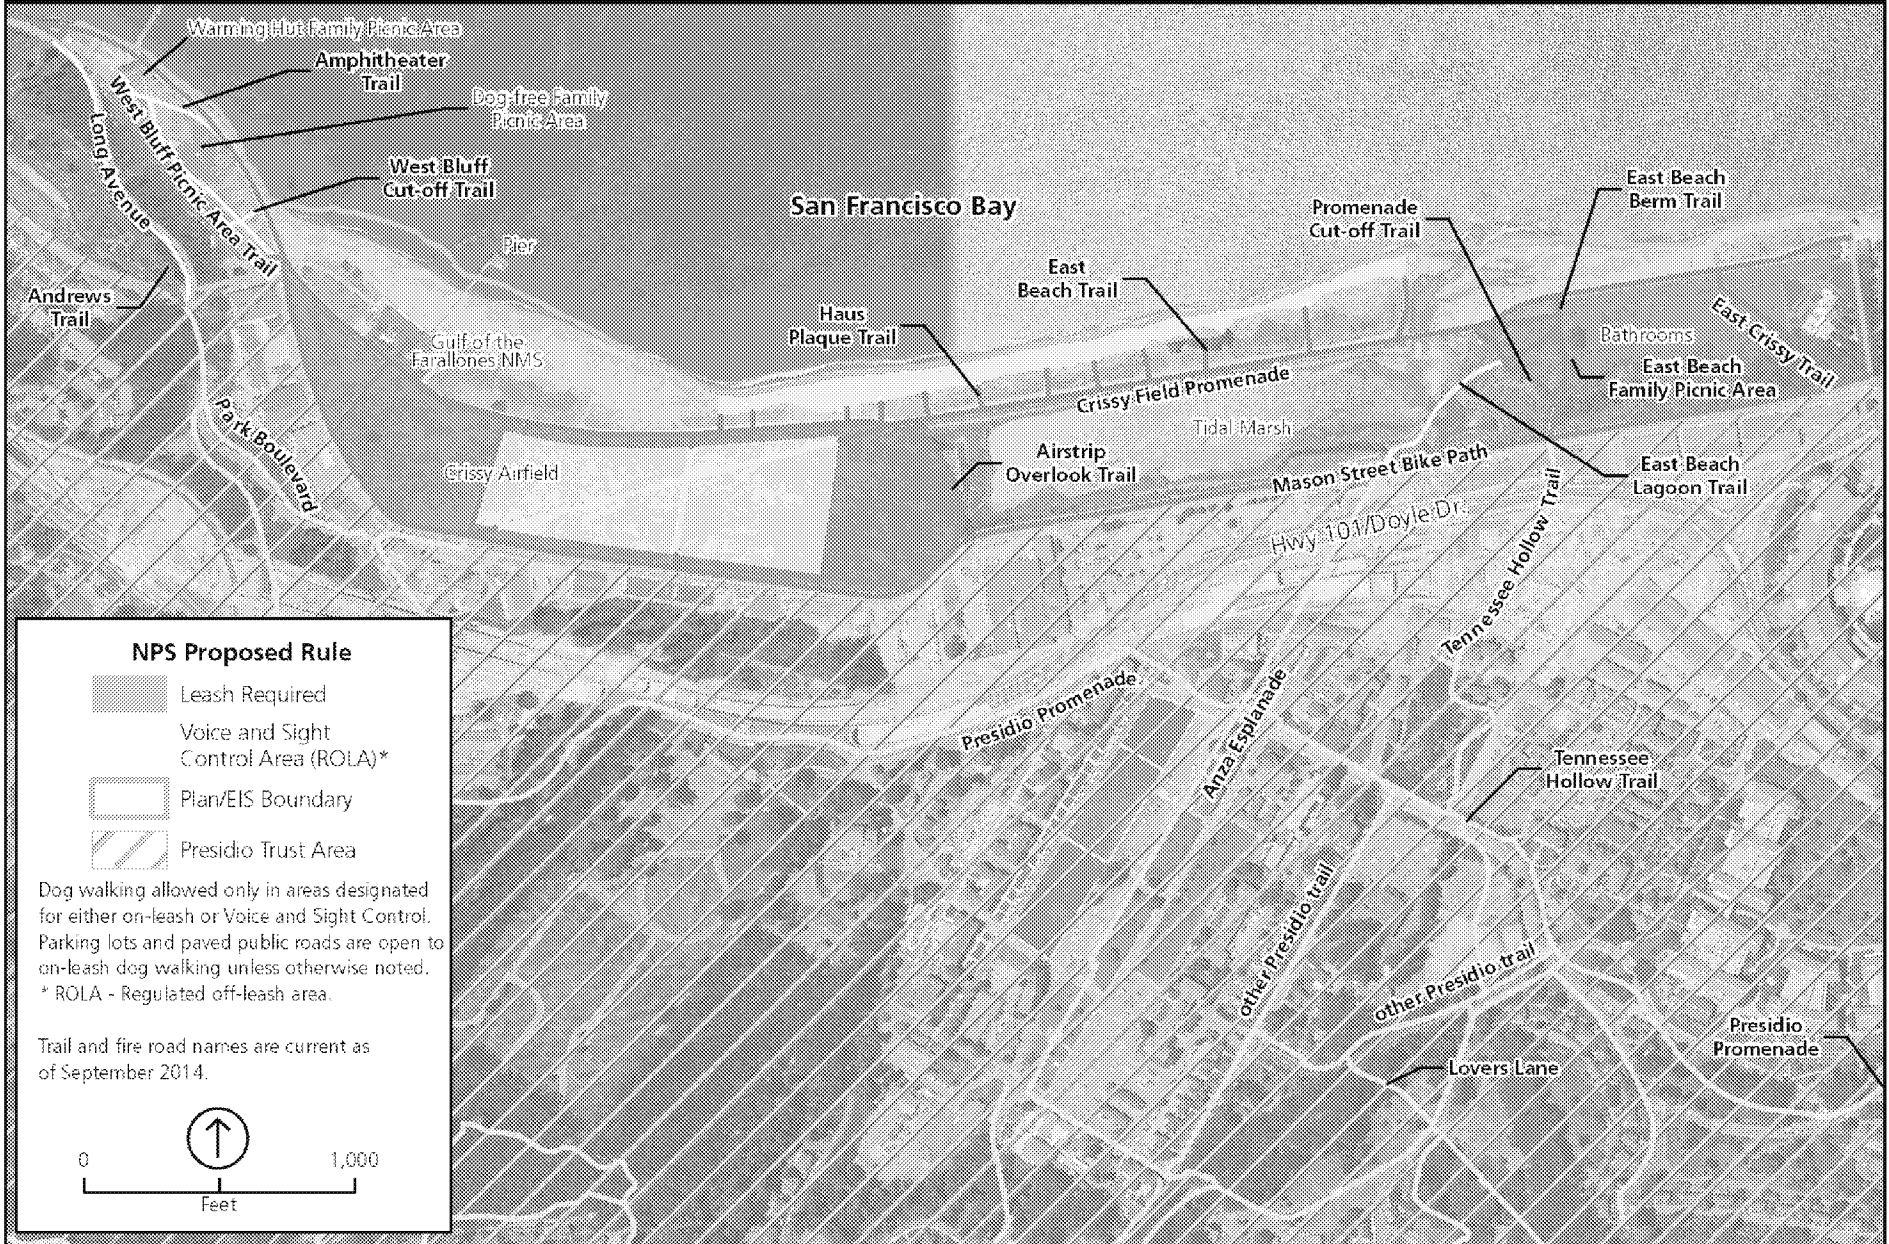 Warming Hut Family Picnic Area
Amphitheater
Trail
Dog-free Family
Picnic Area
West Bluff Picnic Area Trail
Long Avenue
West Bluff
Cut-off Trail
San Francisco Bay
East Beach
Berm Trail
Promenade
Cut-off Trail
Pier
East
Beach Trail
Andrews
Trail
Haus
Plaque Trail
Gulf of the
Farallones NMS
Bathrooms
East Crissy Trail
East Beach
Family Picnic Area
Crissy Field Promenade
Tidal Marsh
Park Boulevard
Crissy Airfield
Airstrip
Overlook Trail
Mason Street Bike Path
East Beach
Lagoon Trail
Hwy 101/Doyle Dr.
Tennessee Hollow Trail
Presidio Promenade
Anza Esplanade
Tennessee
Hollow Trail
other Presidio trail
other Presidio trail
Presidio
Promenade
Lovers Lane
NPS Proposed Rule
Leash Required
Voice and Sight
Control Area (ROLA)*
Plan/EIS Boundary
Presidio Trust Area
Dog walking allowed only in areas designated
for either on-leash or Voice and Sight Control.
Parking lots and paved public roads are open to
on-leash dog walking unless otherwise noted.
* ROLA - Regulated off-leash area.
Trail and fire road names are current as
of September 2014.
0 1,000
Feet